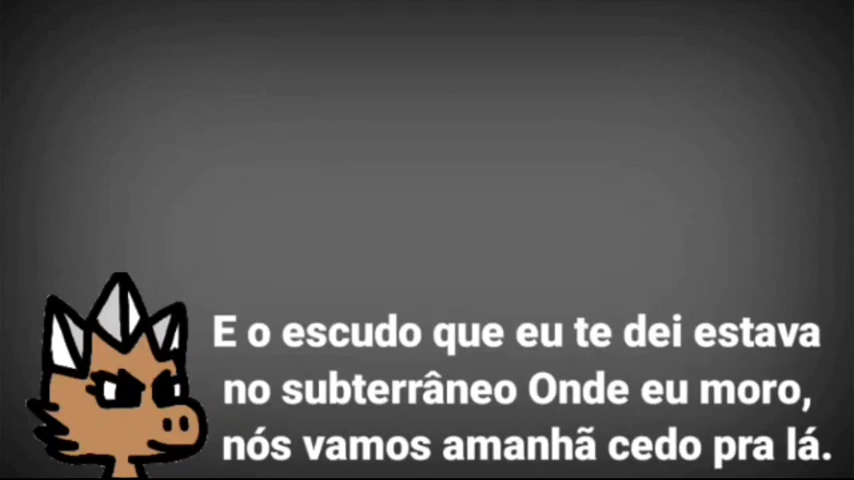 E o escudo que eu te dei estava
no subterrâneo Onde eu moro,
nós vamos amanhã cedo pra lá.